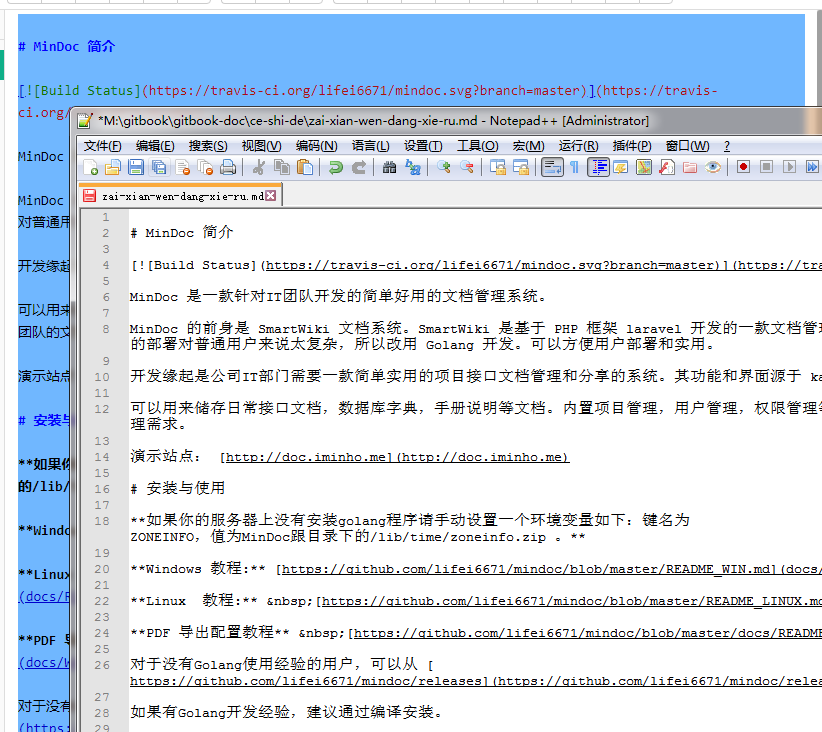 # MinDoc 简介
[![Build Status](https://travis-ci.org/lifei6671/mindoc.svg?branch=master)](https://travis-
ci.org/
MinDoc
MinDoc
对普通用
开发缘起
可以用来
团队的文
演示站点
# 安装与
**如果你
的/lib/
**Windo
**Linux
(docs/R
**PDF 导
(docs/W
对于没有
(https:
*M:\gitbook\gitbook-doc\ce-shi-de\zai-xian-wen-dang-xie-ru.md - Notepad++ [Administrator]
文件(F) 编辑(E) 搜索(S) 视图(V) 编码(N) 语言(L) 设置(T) 工具(O) 宏(M) 运行(R) 插件(P) 窗口(W) ?
zai-xian-wen-dang-xie-ru.md
1
2 # MinDoc 简介
3
4 [![Build Status](https://travis-ci.org/lifei6671/mindoc.svg?branch=master)](https://tra
5
6 MinDoc 是一款针对IT团队开发的简单好用的文档管理系统。
7
8 MinDoc 的前身是 SmartWiki 文档系统。SmartWiki 是基于 PHP 框架 laravel 开发的一款文档管
的部署对普通用户来说太复杂，所以改用 Golang 开发。可以方便用户部署和实用。
9
10 开发缘起是公司IT部门需要一款简单实用的项目接口文档管理和分享的系统。其功能和界面源于 ka
11
12 可以用来储存日常接口文档，数据库字典，手册说明等文档。内置项目管理，用户管理，权限管理等
理需求。
13
14 演示站点： [http://doc.iminho.me](http://doc.iminho.me)
15
16 # 安装与使用
17
18 **如果你的服务器上没有安装golang程序请手动设置一个环境变量如下：键名为
ZONEINFO，值为MinDoc跟目录下的/lib/time/zoneinfo.zip 。**
19
20 **Windows 教程:** [https://github.com/lifei6671/mindoc/blob/master/README_WIN.md](docs/
21
22 **Linux 教程:** &nbsp;[https://github.com/lifei6671/mindoc/blob/master/README_LINUX.md
23
24 **PDF 导出配置教程** &nbsp;[https://github.com/lifei6671/mindoc/blob/master/docs/README
25
26 对于没有Golang使用经验的用户，可以从 [
https://github.com/lifei6671/mindoc/releases](https://github.com/lifei6671/mindoc/relea
27
28 如果有Golang开发经验，建议通过编译安装。
29